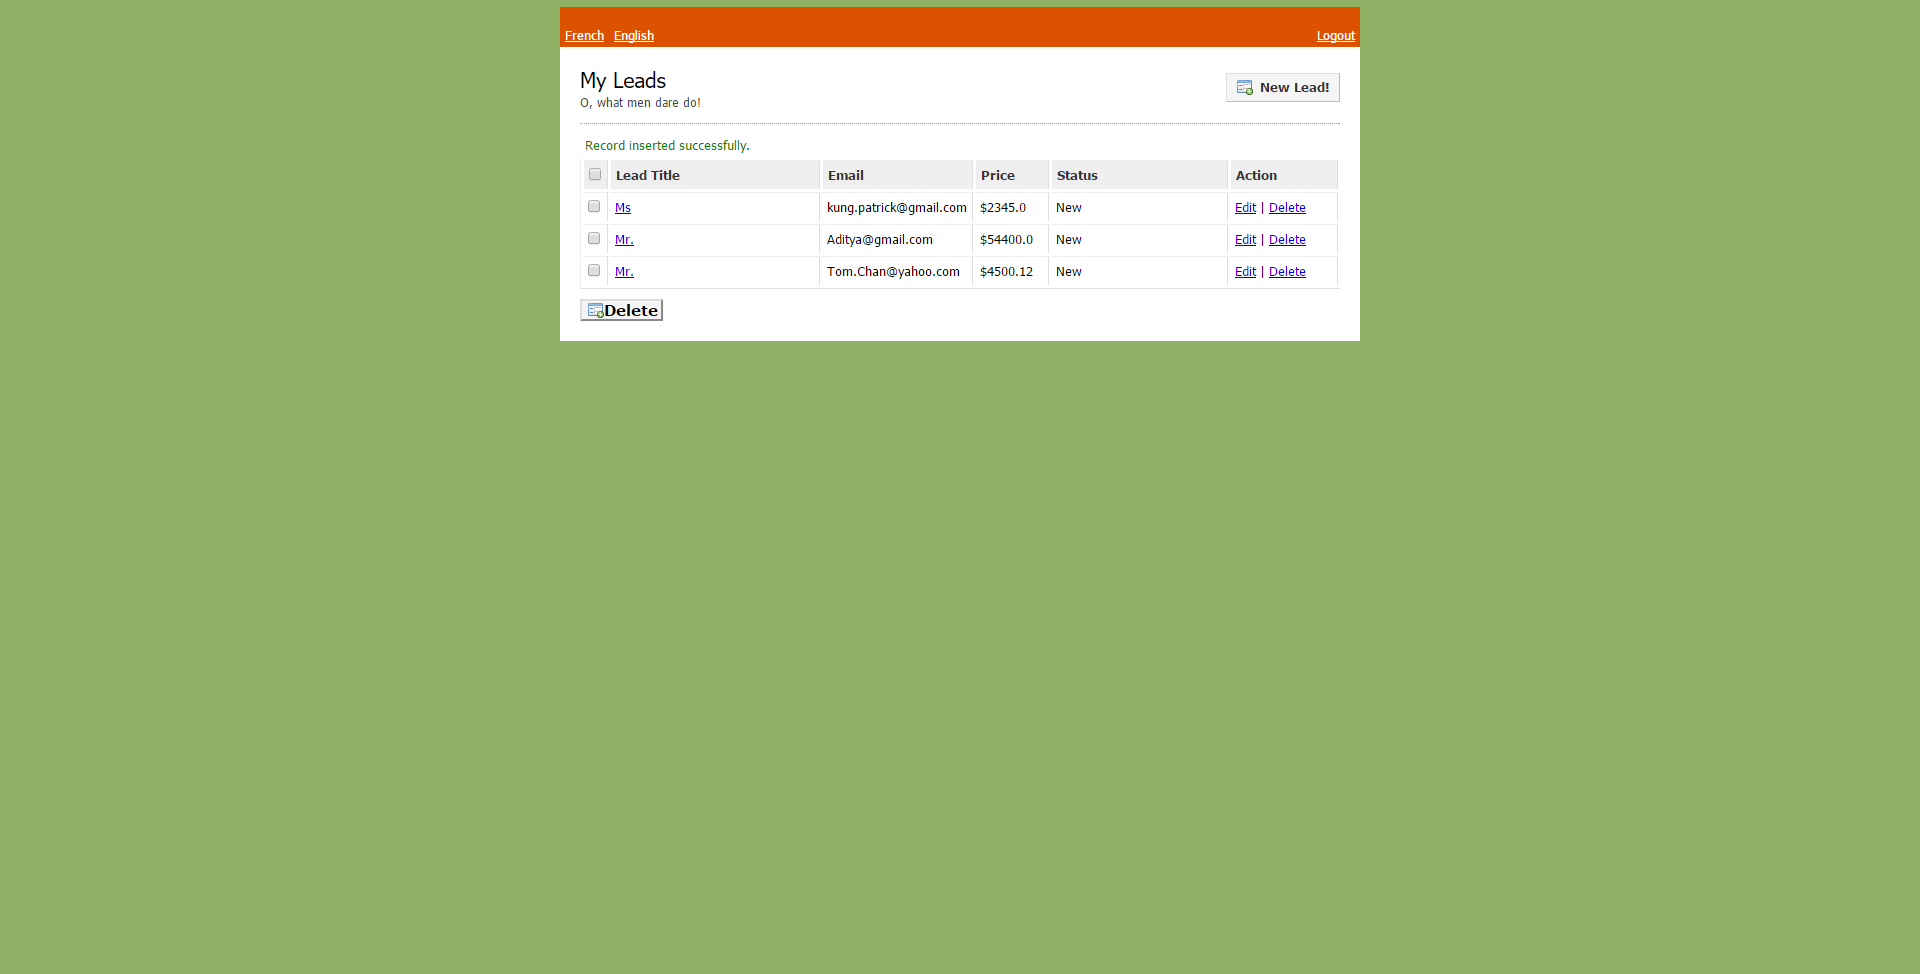 French English Logout
My Leads
New Lead!
O, what men dare do!
Record inserted successfully.
Lead Title Email Price Status Action
Ms kung.patrick@gmail.com $2345.0 New Edit | Delete
Mr. Aditya@gmail.com $54400.0 New Edit | Delete
Mr. Tom.Chan@yahoo.com $4500.12 New Edit | Delete
Delete